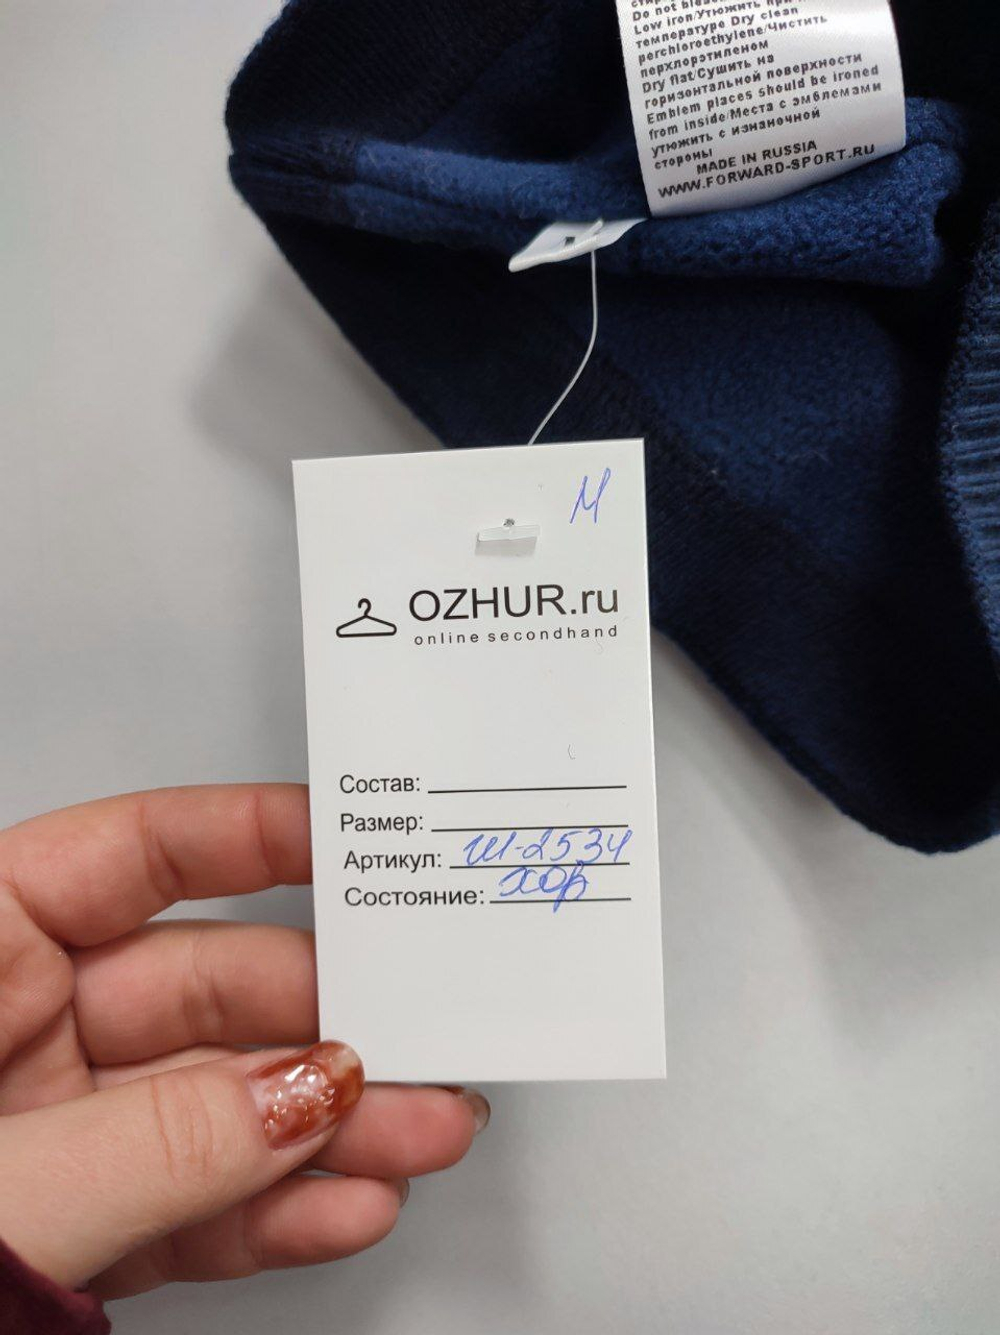 Do not
Low iron/Утюжить при
температуре Dry clean
perchloroethylene/Чистить
перхлорэтиленом
Dry flat/Сушить на
горизонтальной поверхности
Emblem places should be ironed
from inside/Места с эмблемами
утюжить с изнаночной
стороны
MADE IN RUSSIA
WWW.FORWARD-SPORT.RU
М
OZHUR.ru
online secondhand
Состав:
Размер:
Артикул: Ш-2534
Состояние: хор